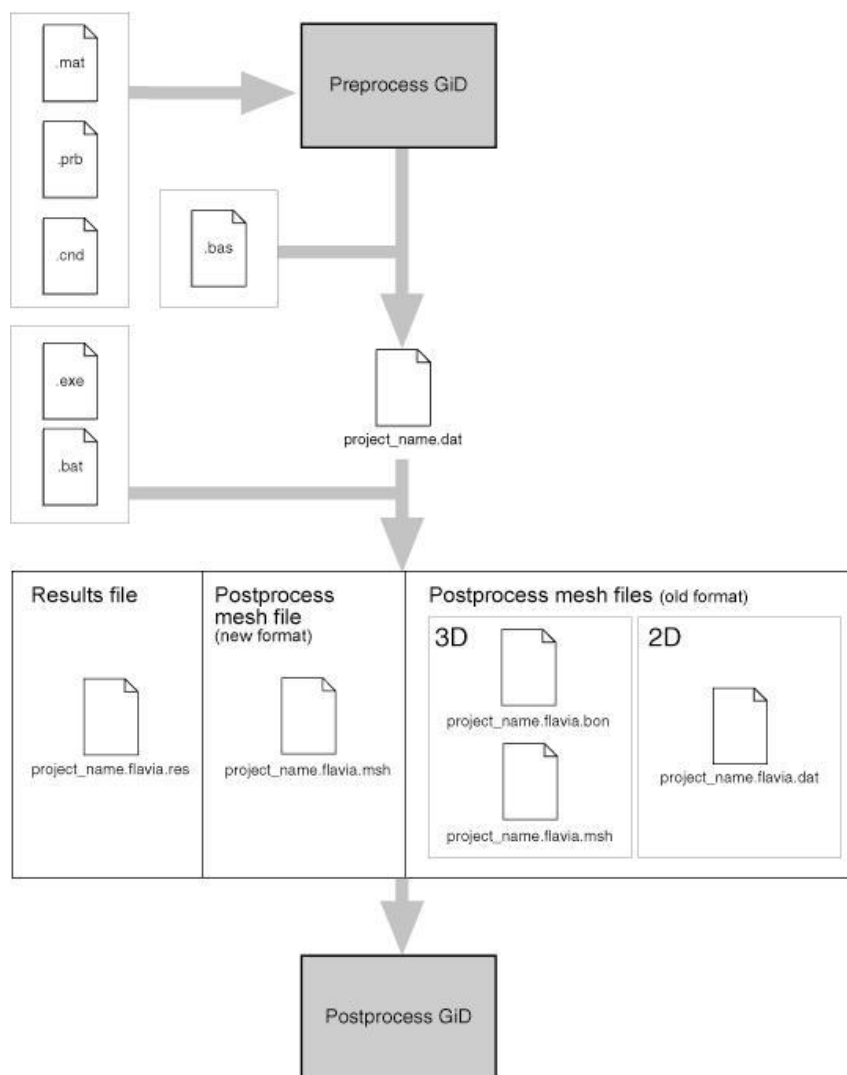 .mat
Preprocess GiD
.prb
.cnd
.bas
.exe
.bat
project_name.dat
Results file
Postprocess
mesh file
(new format)
Postprocess mesh files (old format)
3D
2D
project_name.flavia.res
project_name.flavia.msh
project_name.flavia.bon
project_name.flavia.msh
project_name.flavia.dat
Postprocess GiD